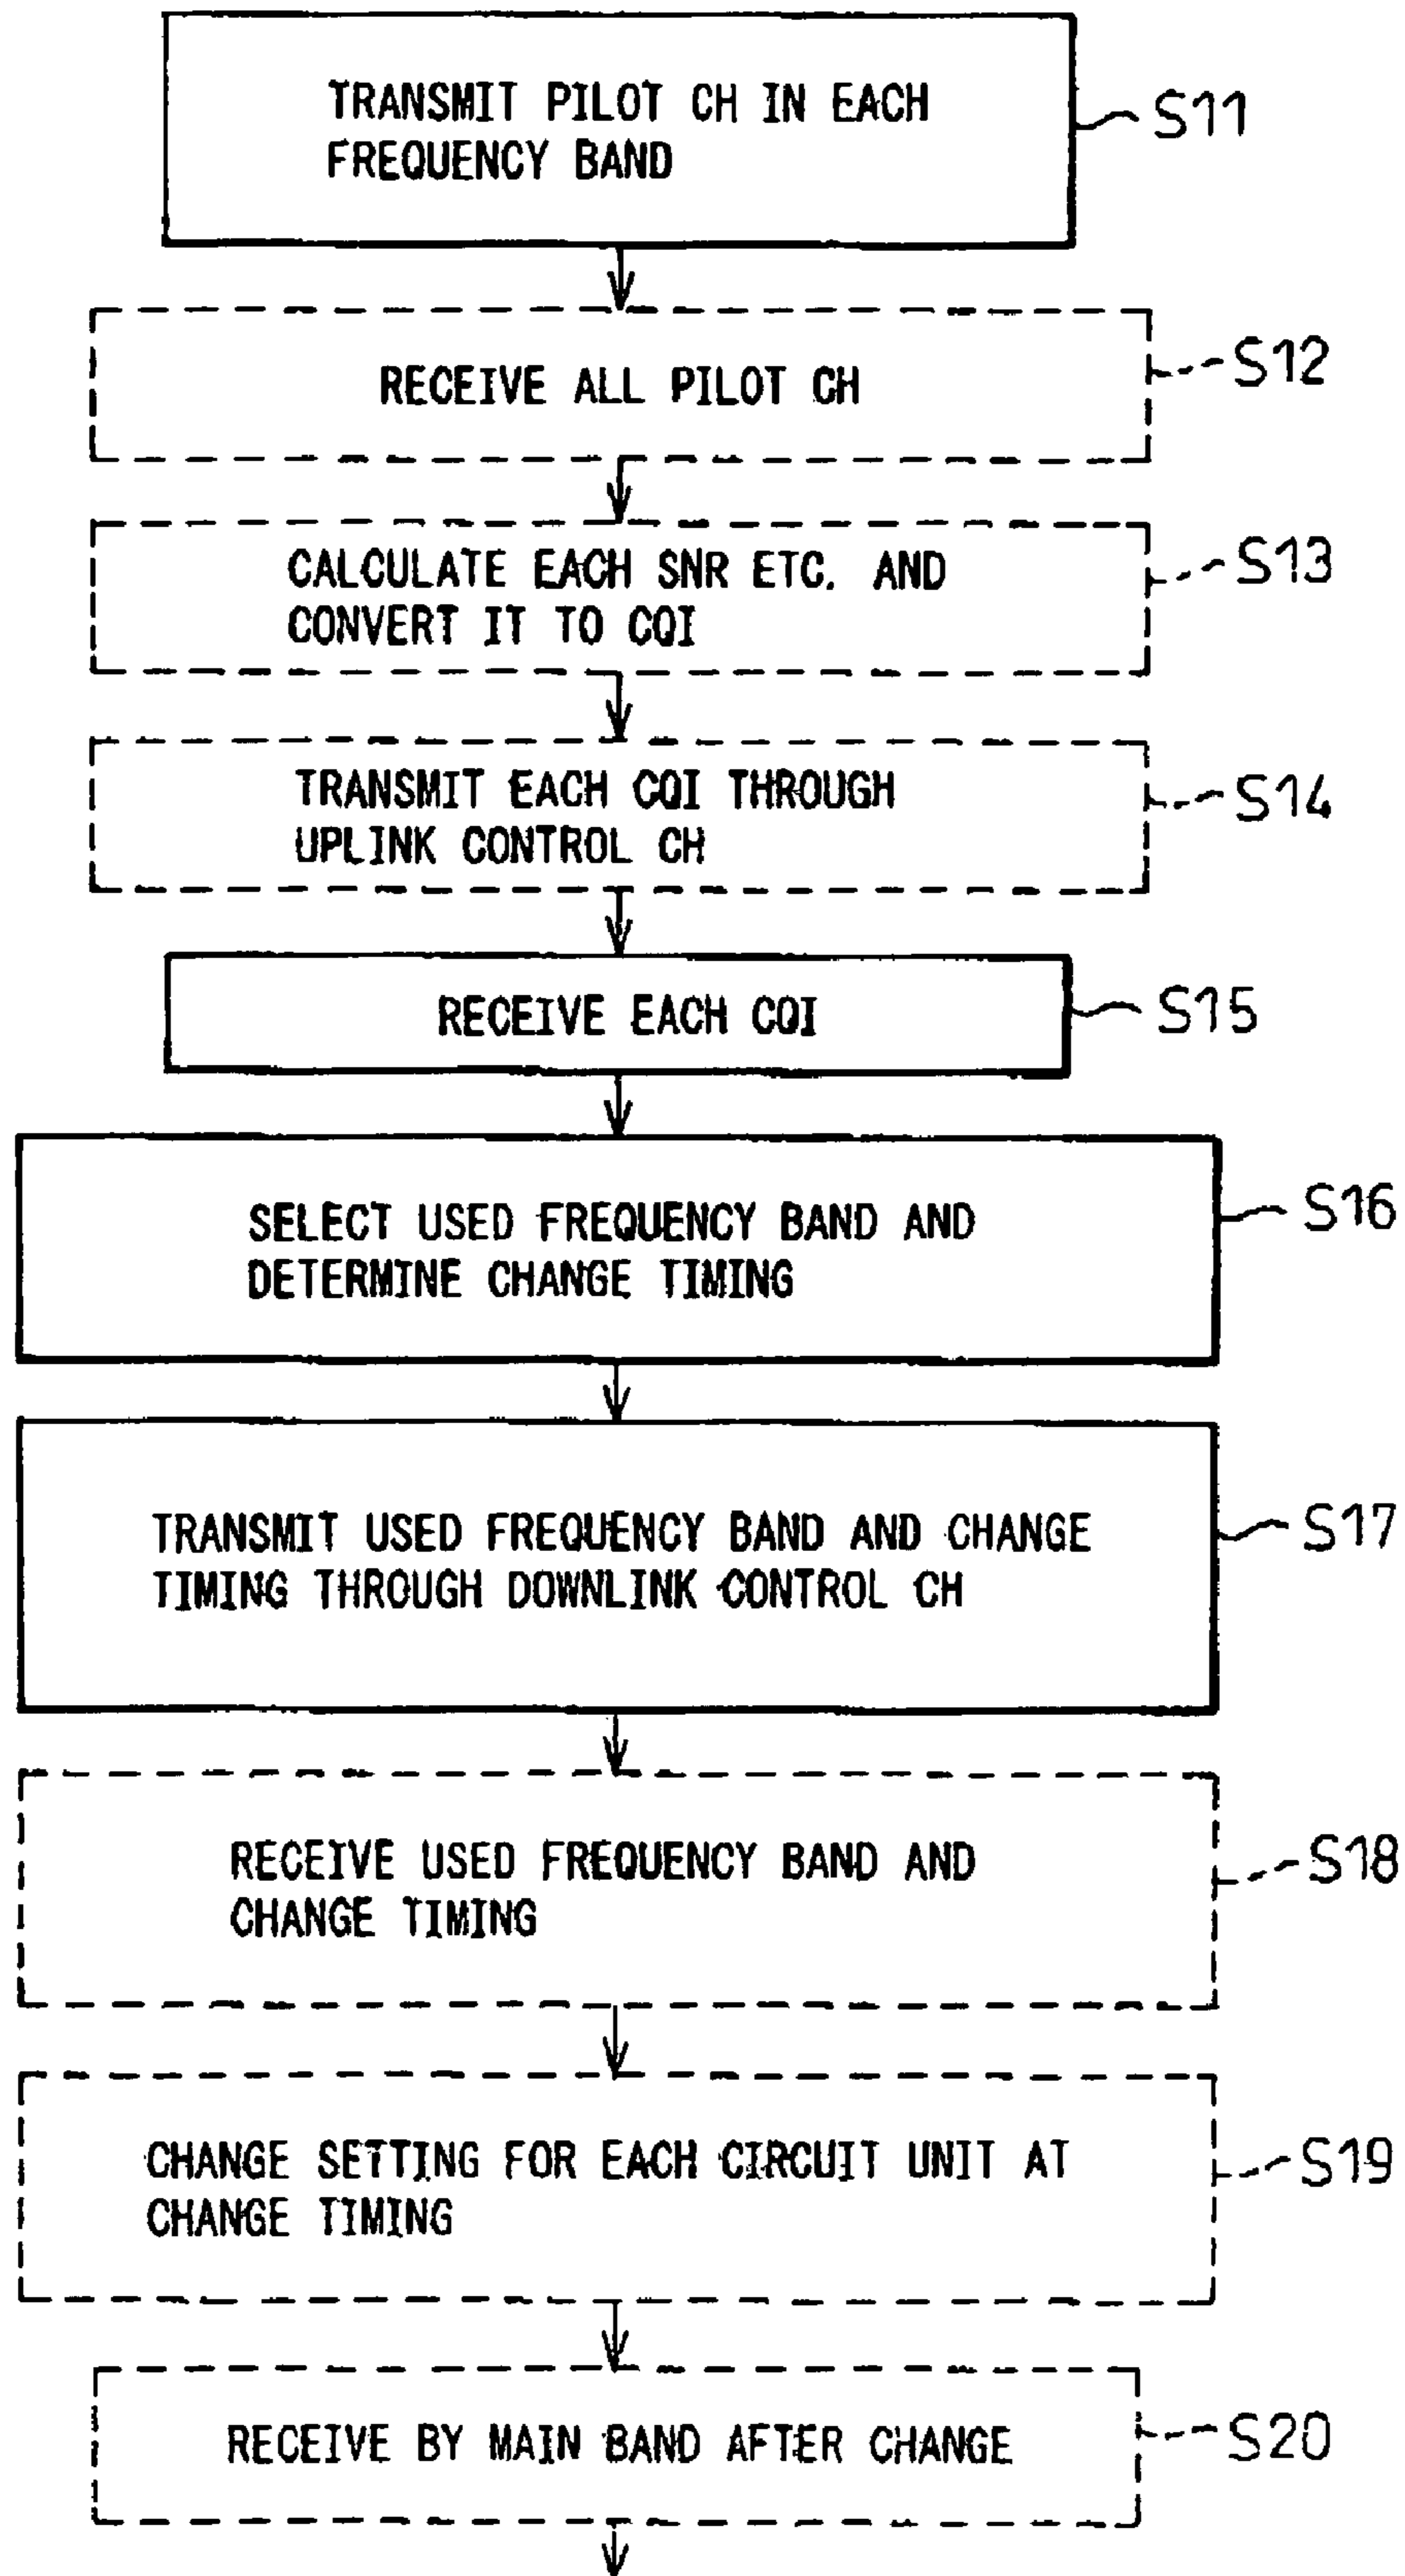 TRANSMIT PILOT CH IN EACH
FREQUENCY BAND
S11
RECEIVE ALL PILOT CH
S12
CALCULATE EACH SNR ETC. AND
CONVERT IT TO CQI
S13
TRANSMIT EACH CQI THROUGH
UPLINK CONTROL CH
S14
RECEIVE EACH CQI
S15
SELECT USED FREQUENCY BAND AND
DETERMINE CHANGE TIMING
S16
TRANSMIT USED FREQUENCY BAND AND CHANGE
TIMING THROUGH DOWNLINK CONTROL CH
S17
RECEIVE USED FREQUENCY BAND AND
CHANGE TIMING
S18
CHANGE SETTING FOR EACH CIRCUIT UNIT AT
CHANGE TIMING
S19
RECEIVE BY MAIN BAND AFTER CHANGE
S20